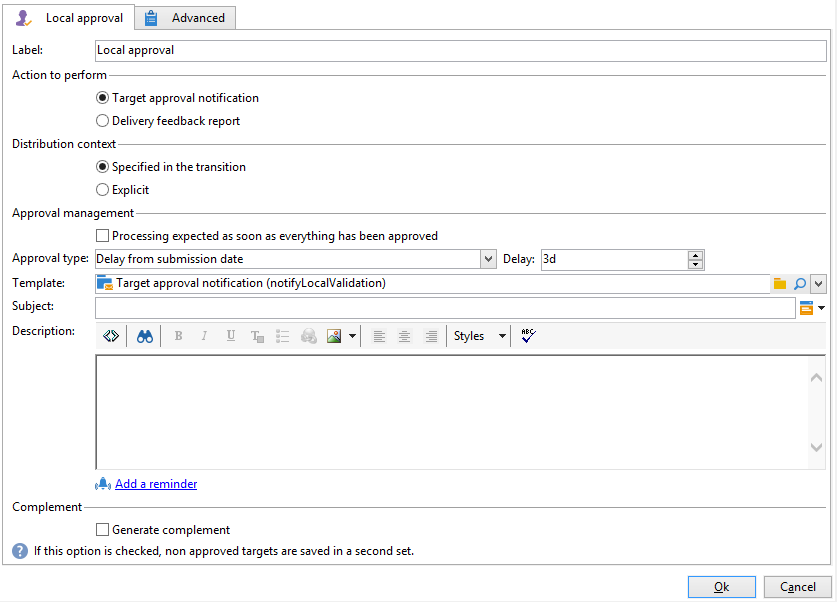 Local approval Advanced
Label: Local approval
Action to perform
Target approval notification
Delivery feedback report
Distribution context
Specified in the transition
Explicit
Approval management
Processing expected as soon as everything has been approved
Approval type: Delay from submission date Delay: 3d
Template: Target approval notification (notifyLocalValidation)
Subject:
Description: B I U T Styles ABC
Add a reminder
Complement
Generate complement
? If this option is checked, non approved targets are saved in a second set.
Ok Cancel